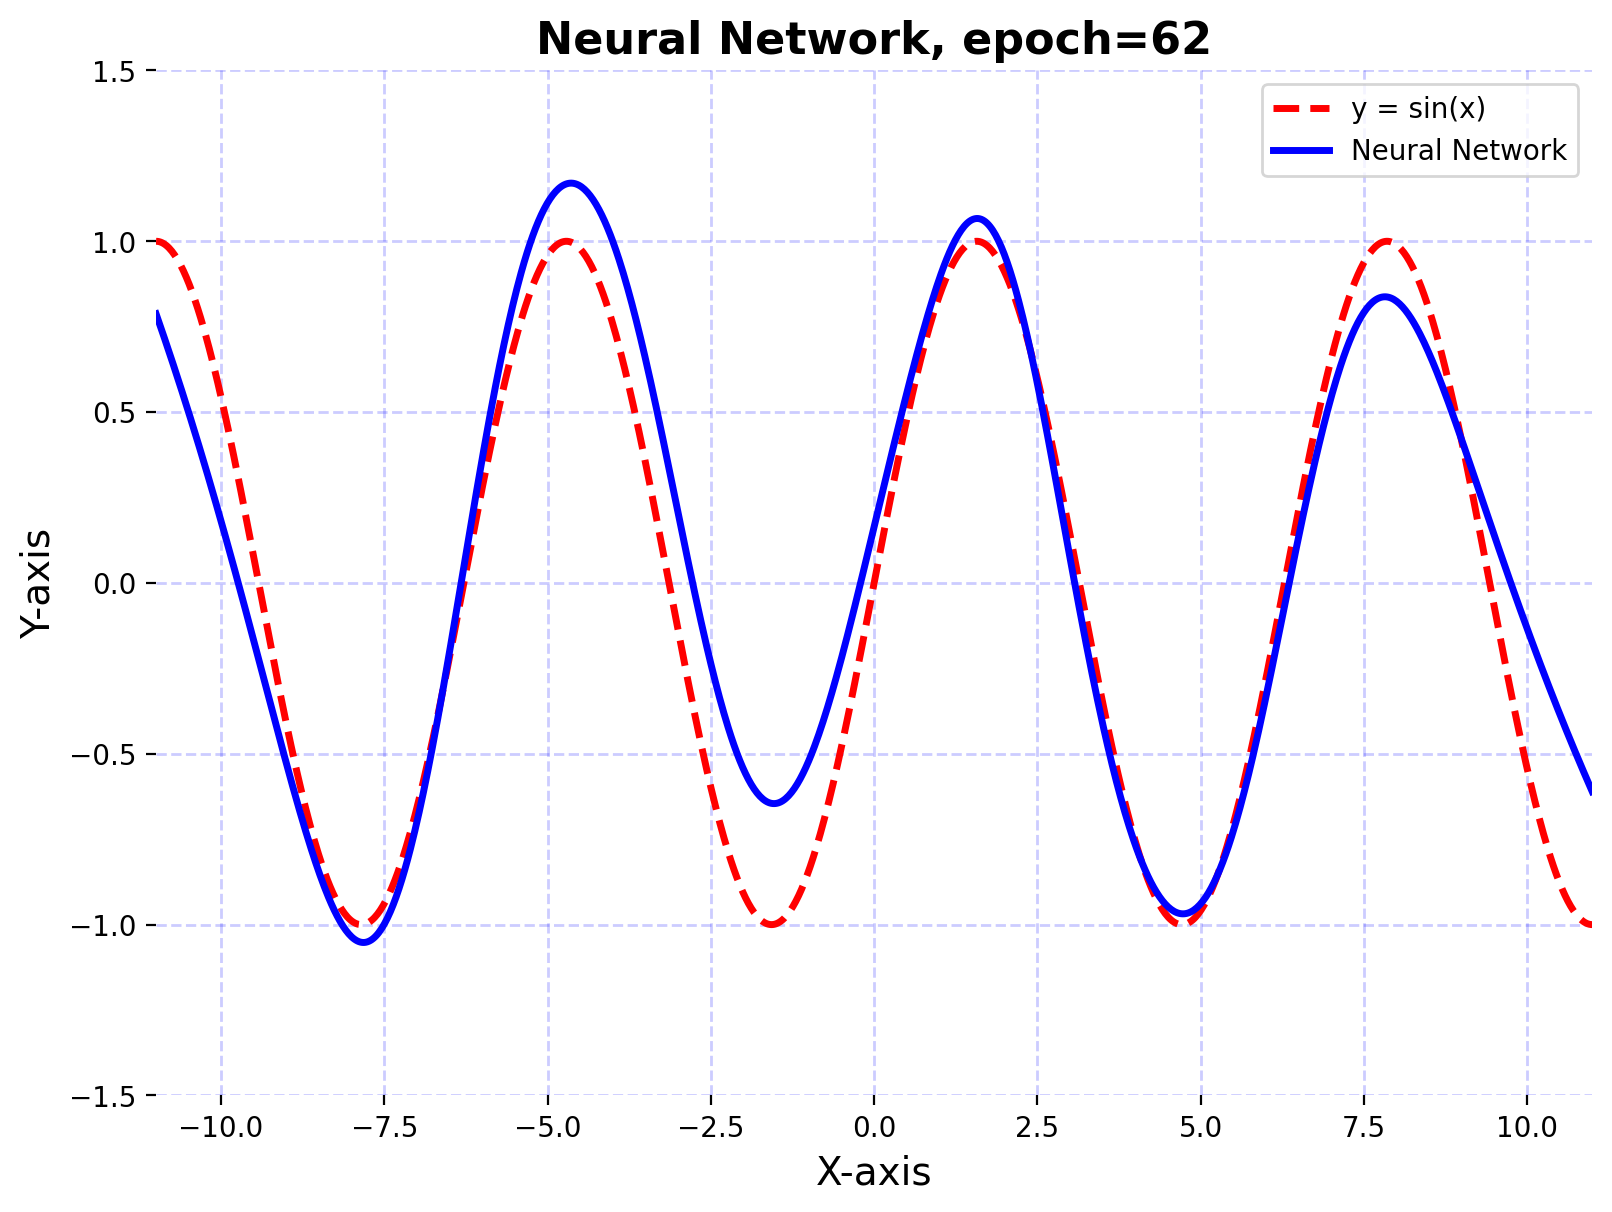 Neural Network, epoch=62
1.5
1.0
0.5
0.0
−0.5
−1.0
−1.5
Y-axis
y = sin(x)
Neural Network
−10.0 −7.5 −5.0 −2.5 0.0 2.5 5.0 7.5 10.0
X-axis